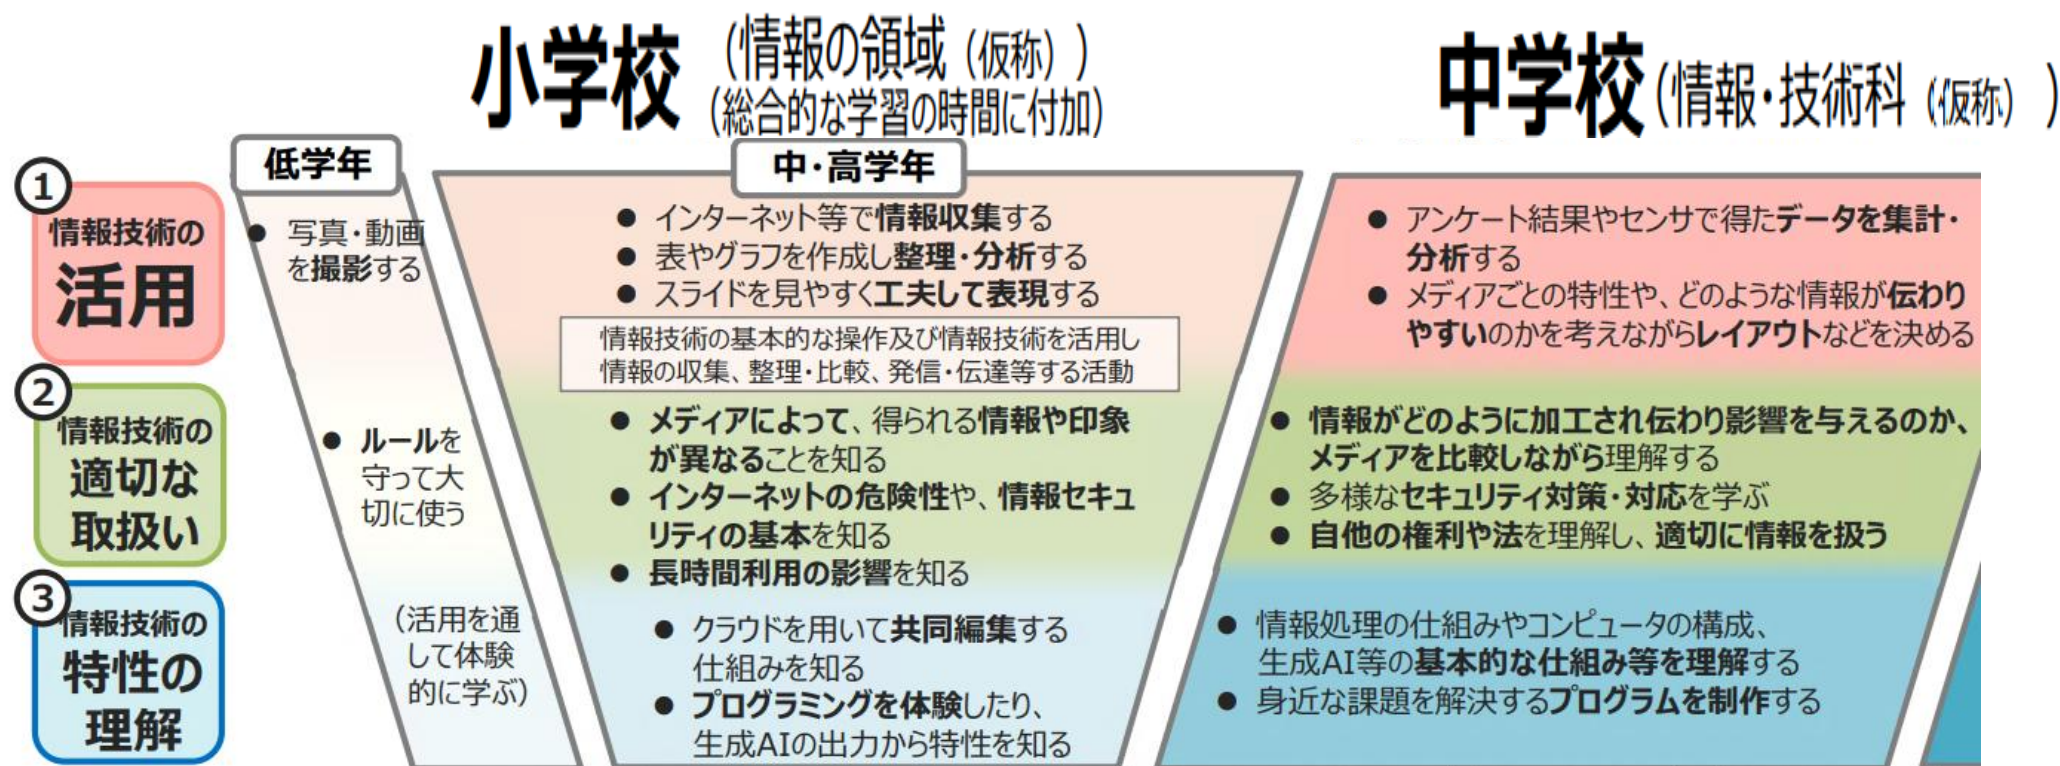 小学校
(情報の領域（仮称）)
(総合的な学習の時間に付加)
中学校(情報・技術科（仮称）)
低学年
中・高学年
①
情報技術の
活用
● 写真・動画
を撮影する
● インターネット等で情報収集する
● 表やグラフを作成し整理・分析する
● スライドを見やすく工夫して表現する
情報技術の基本的な操作及び情報技術を活用し
情報の収集、整理・比較、発信・伝達等する活動
● アンケート結果やセンサで得たデータを集計・
分析する
● メディアごとの特性や、どのような情報が伝わり
やすいのかを考えながらレイアウトなどを決める
②
情報技術の
適切な
取扱い
● ルールを
守って大
切に使う
● メディアによって、得られる情報や印象
が異なることを知る
● インターネットの危険性や、情報セキュ
リティの基本を知る
● 長時間利用の影響を知る
● 情報がどのように加工され伝わり影響を与えるのか、
メディアを比較しながら理解する
● 多様なセキュリティ対策・対応を学ぶ
● 自他の権利や法を理解し、適切に情報を扱う
③
情報技術の
特性の
理解
（活用を通
して体験
的に学ぶ）
● クラウドを用いて共同編集する
仕組みを知る
● プログラミングを体験したり、
生成AIの出力から特性を知る
● 情報処理の仕組みやコンピュータの構成、
生成AI等の基本的な仕組み等を理解する
● 身近な課題を解決するプログラムを制作する